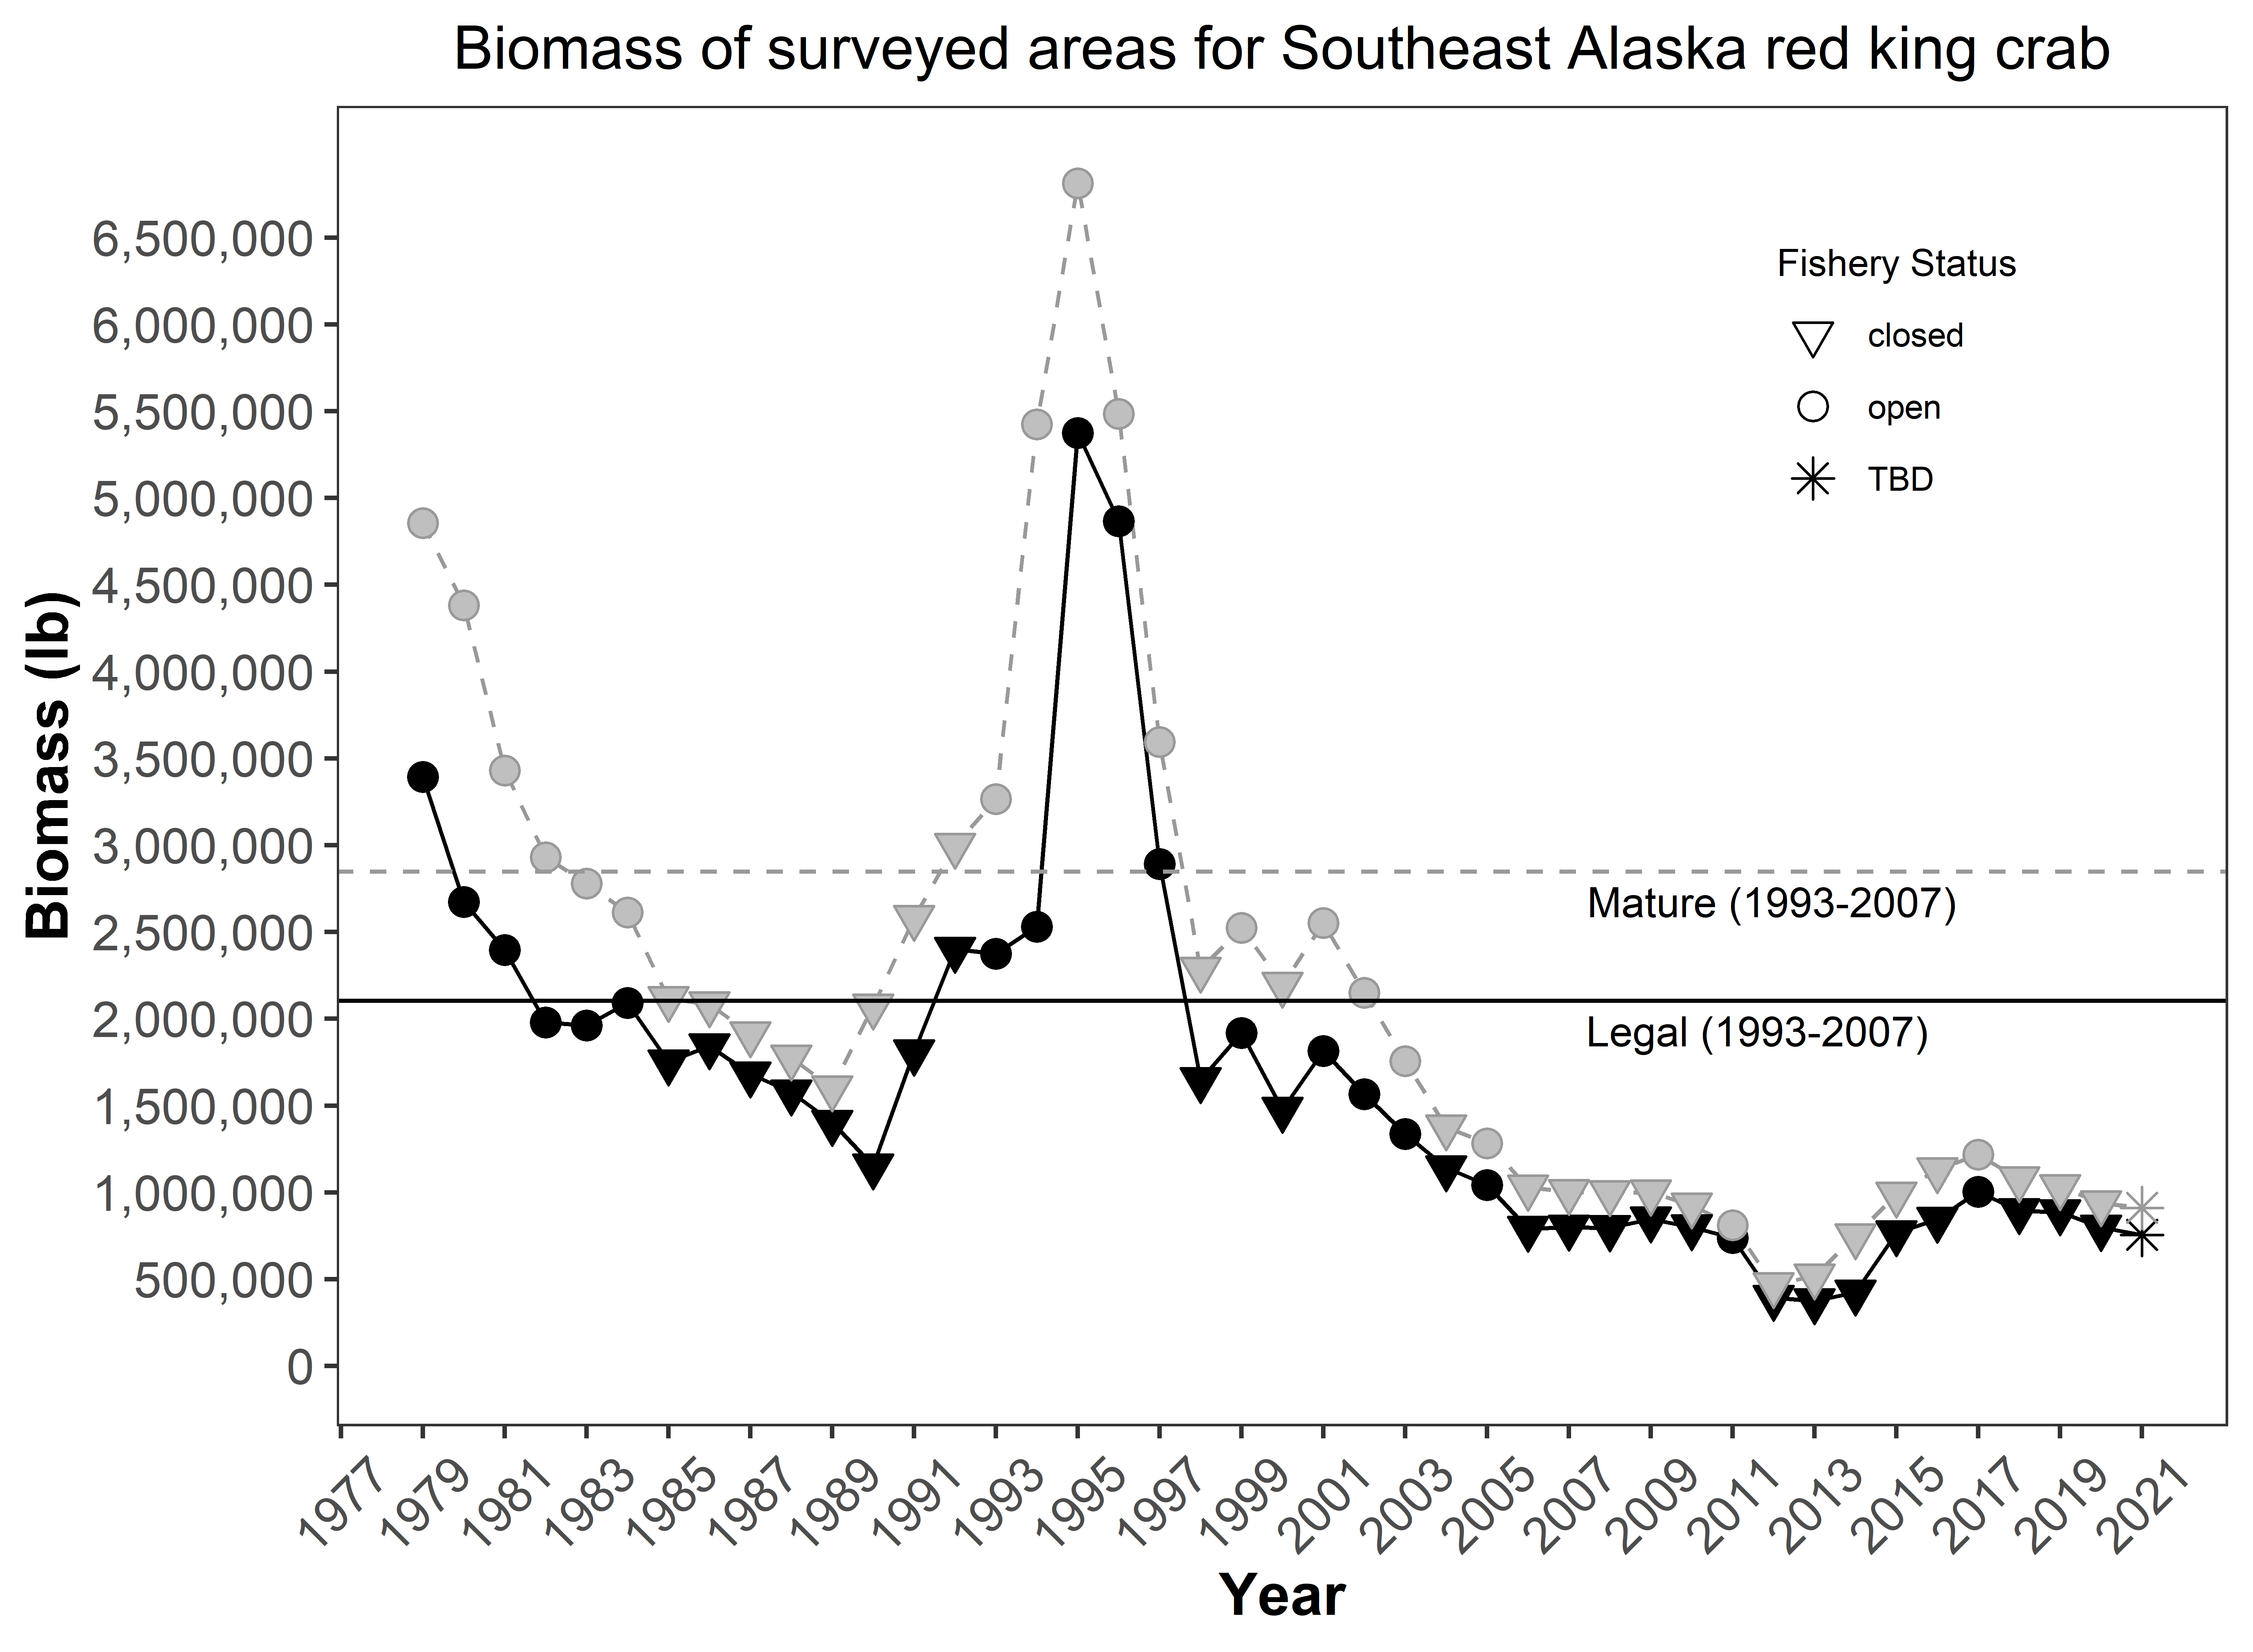 Biomass of surveyed areas for Southeast Alaska red king crab
Biomass (lb)
6,500,000
6,000,000
5,500,000
5,000,000
4,500,000
4,000,000
3,500,000
3,000,000
2,500,000
2,000,000
1,500,000
1,000,000
500,000
0
Fishery Status
closed
open
TBD
Mature (1993-2007)
Legal (1993-2007)
1977 1979 1981 1983 1985 1987 1989 1991 1993 1995 1997 1999 2001 2003 2005 2007 2009 2011 2013 2015 2017 2019 2021
Year